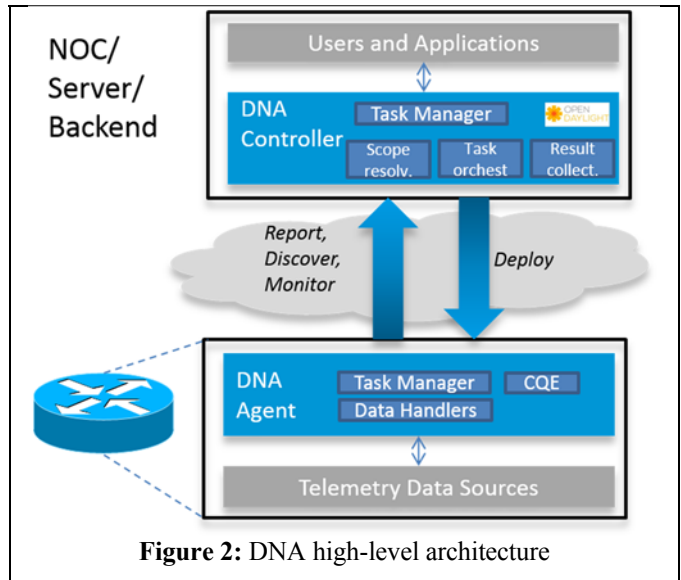 NOC/
Server/
Backend
Users and Applications
DNA
Controller
Task Manager
OPEN
DAYLIGHT
Scope
resolv.
Task
orchest
Result
collect.
Report,
Discover,
Monitor
Deploy
DNA
Agent
Task Manager
CQE
Data Handlers
Telemetry Data Sources
Figure 2: DNA high-level architecture